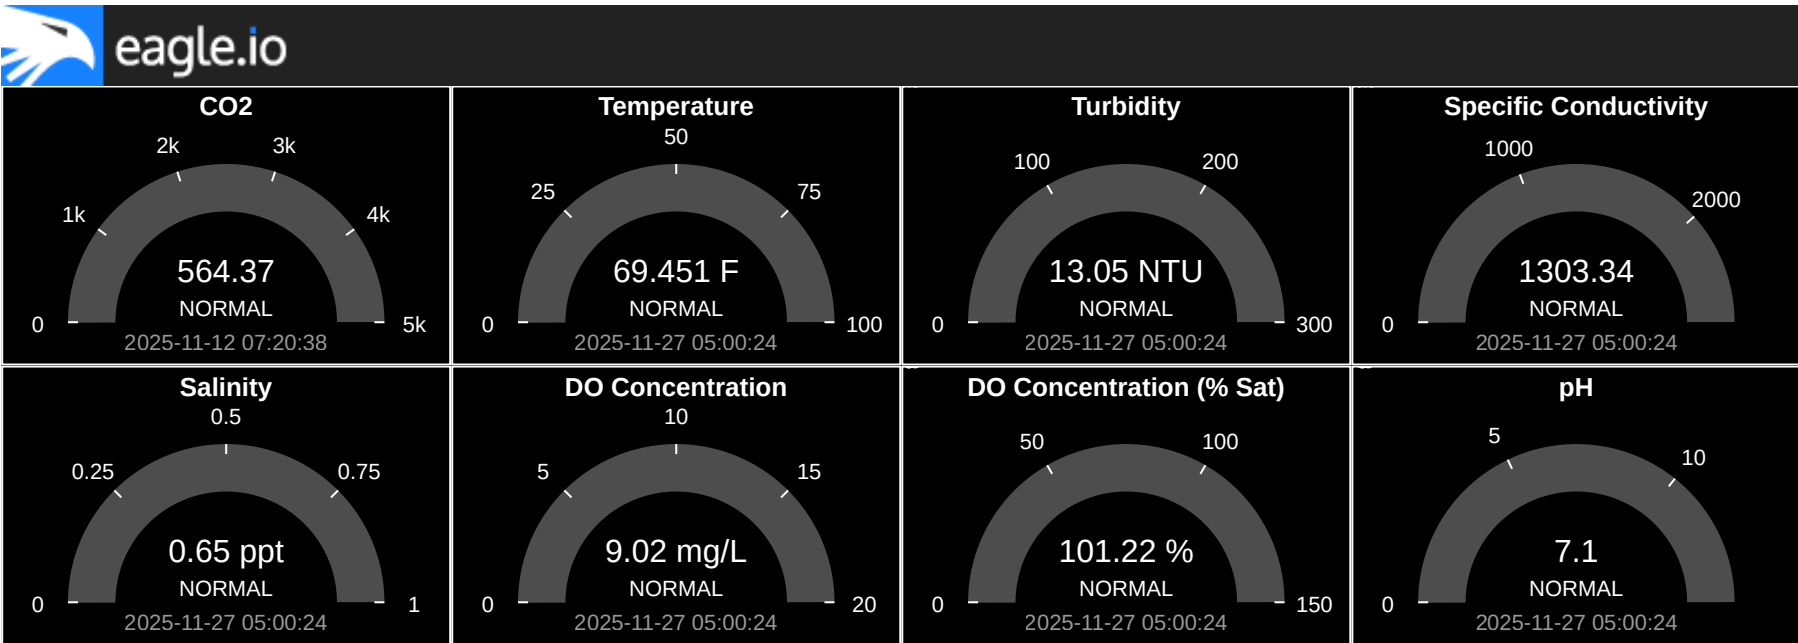 eagle.io
CO2
0
1k
2k
3k
4k
5k
564.37
NORMAL
2025-11-12 07:20:38
Temperature
0
25
50
75
100
69.451 F
NORMAL
2025-11-27 05:00:24
Turbidity
0
100
200
300
13.05 NTU
NORMAL
2025-11-27 05:00:24
Specific Conductivity
0
1000
2000
1303.34
NORMAL
2025-11-27 05:00:24
Salinity
0
0.25
0.5
0.75
1
0.65 ppt
NORMAL
2025-11-27 05:00:24
DO Concentration
0
5
10
15
20
9.02 mg/L
NORMAL
2025-11-27 05:00:24
DO Concentration (% Sat)
0
50
100
150
101.22 %
NORMAL
2025-11-27 05:00:24
pH
0
5
10
7.1
NORMAL
2025-11-27 05:00:24